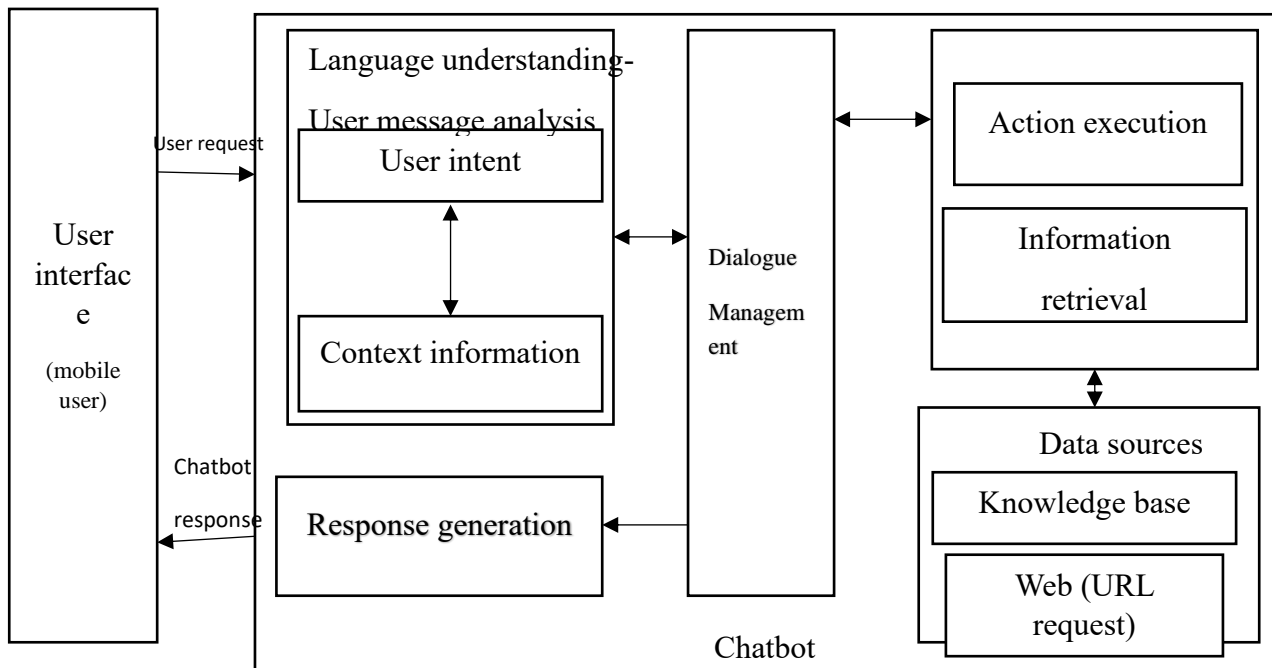 User
interfac
e
(mobile
user)
User request
Chatbot
response
Language understanding-
User message analysis
User intent
Context information
Response generation
Dialogue
Managem
ent
Action execution
Information
retrieval
Data sources
Knowledge base
Web (URL
request)
Chatbot